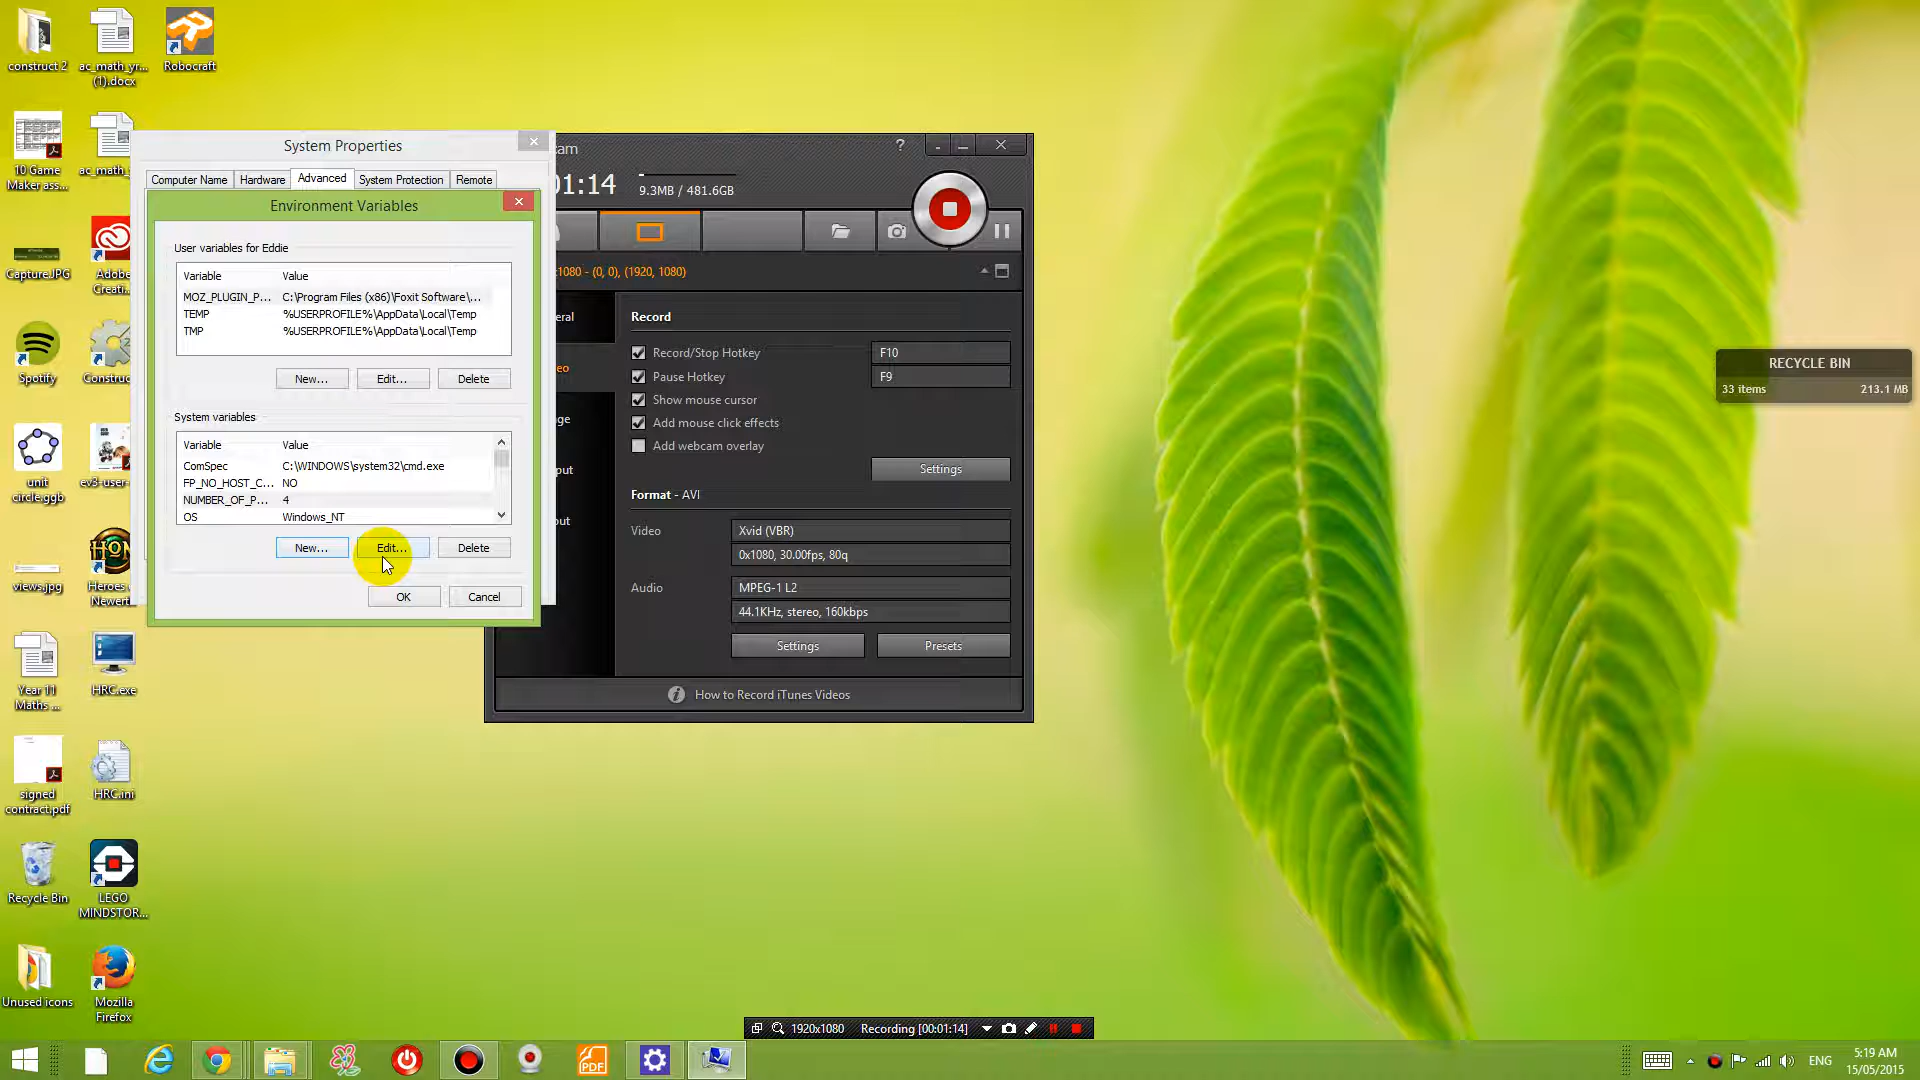 construct 2
ac_math_yr...
(1).docx
Robocraft
10 Game
Maker ass...
ac_math_
Capture.JPG
Adobe
Creati
Spotify
Construc
unit
circle.ggb
ev3-user-
views.jpg
Heroes
Newert
Year 11
Maths ...
HRC.exe
signed
contract.pdf
HRC.ini
Recycle Bin
LEGO
MINDSTOR...
Unused icons
Mozilla
Firefox
System Properties
Computer Name
Hardware
Advanced
System Protection
Remote
Environment Variables
User variables for Eddie
Variable Value
MOZ_PLUGIN_P... C:\Program Files (x86)\Foxit Software\...
TEMP %USERPROFILE%\AppData\Local\Temp
TMP %USERPROFILE%\AppData\Local\Temp
New... Edit... Delete
System variables
Variable Value
ComSpec C:\WINDOWS\system32\cmd.exe
FP_NO_HOST_C... NO
NUMBER_OF_P... 4
OS Windows_NT
New... Edit... Delete
OK Cancel
cam
?
01:14
9.3MB / 481.6GB
1080 - (0, 0), (1920, 1080)
eral
eo
ge
put
out
Record
Record/Stop Hotkey F10
Pause Hotkey F9
Show mouse cursor
Add mouse click effects
Add webcam overlay
Settings
Format - AVI
Video Xvid (VBR)
0x1080, 30.00fps, 80q
Audio MPEG-1 L2
44.1KHz, stereo, 160kbps
Settings Presets
How to Record iTunes Videos
RECYCLE BIN
33 items 213.1 MB
1920x1080 Recording [00:01:14]
PDF
ENG
5:19 AM
15/05/2015